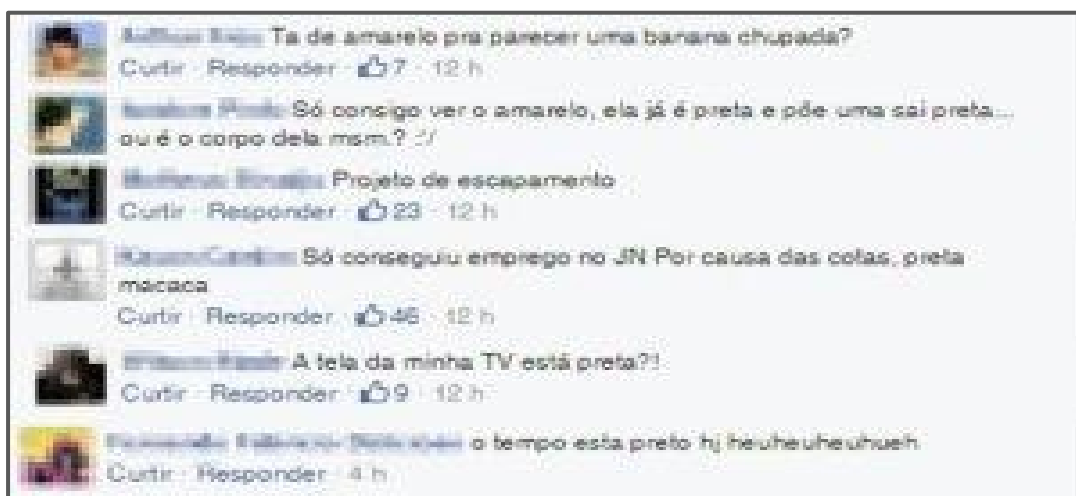 Ta de amarelo pra parecer uma banana chupada?
Curtir · Responder · 7 · 12 h
Só consigo ver o amarelo, ela já é preta e põe uma sai preta...
ou é o corpo dela msm.? :'/
Projeto de escapamento
Curtir · Responder · 23 · 12 h
Só conseguiu emprego no JN Por causa das cotas, preta
macaca
Curtir · Responder · 46 · 12 h
A tela da minha TV está preta?!
Curtir · Responder · 9 · 12 h
o tempo esta preto hj heuheuheuhueh
Curtir · Responder · 4 h